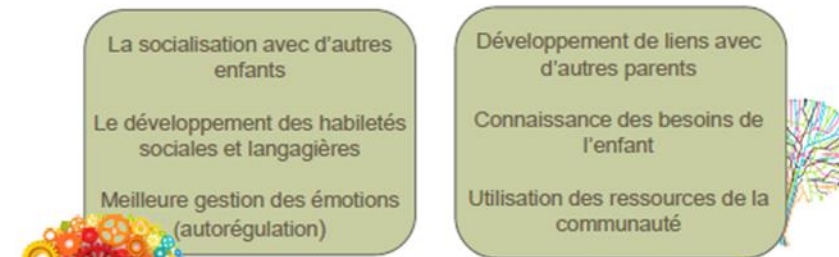 La socialisation avec d'autres
enfants
Le développement des habiletés
sociales et langagières
Meilleure gestion des émotions
(autorégulation)
Développement de liens avec
d'autres parents
Connaissance des besoins de
l'enfant
Utilisation des ressources de la
communauté